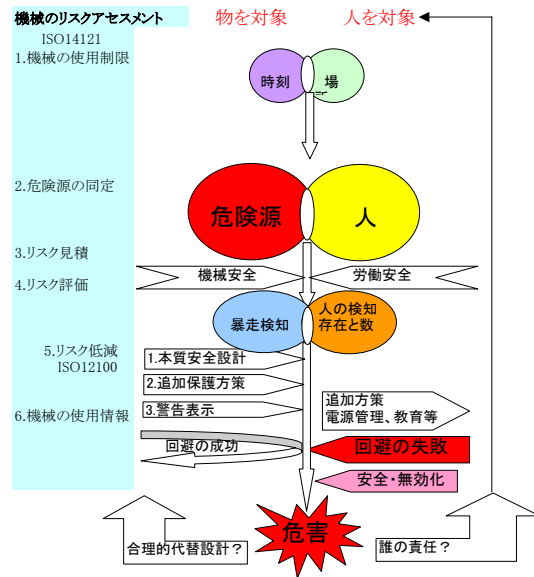 機械のリスクアセスメント
物を対象
人を対象
ISO14121
1.機械の使用制限
時刻
場
2.危険源の同定
危険源
人
3.リスク見積
機械安全
労働安全
4.リスク評価
暴走検知
人の検知
存在と数
5.リスク低減
ISO12100
1.本質安全設計
2.追加保護方策
3.警告表示
追加方策
電源管理、教育等
6.機械の使用情報
回避の成功
回避の失敗
安全・無効化
危害
合理的代替設計？
誰の責任？